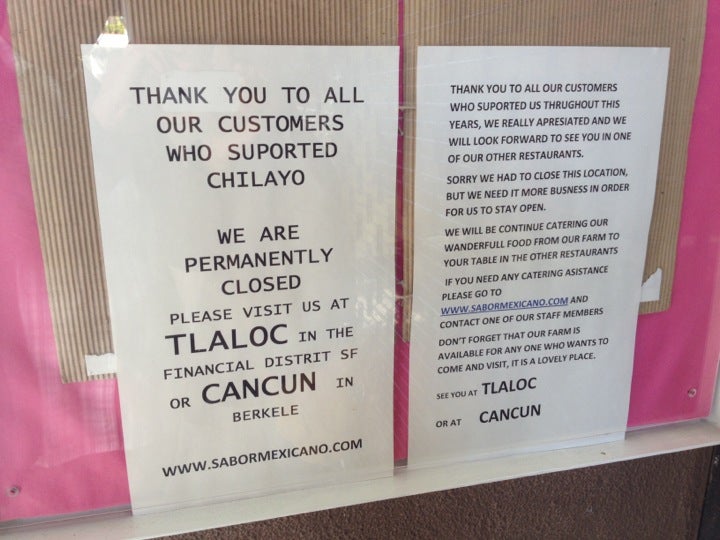 THANK YOU TO ALL
OUR CUSTOMERS
WHO SUPORTED
CHILAYO
WE ARE
PERMANENTLY
CLOSED
PLEASE VISIT US AT
TLALOC IN THE
FINANCIAL DISTRIT SF
OR CANCUN IN
BERKELE
WWW.SABORMEXICANO.COM
THANK YOU TO ALL OUR CUSTOMERS
WHO SUPORTED US THRUGHOUT THIS
YEARS, WE REALLY APRESIATED AND WE
WILL LOOK FORWARD TO SEE YOU IN ONE
OF OUR OTHER RESTAURANTS.
SORRY WE HAD TO CLOSE THIS LOCATION,
BUT WE NEED IT MORE BUSNESS IN ORDER
FOR US TO STAY OPEN.
WE WILL BE CONTINUE CATERING OUR
WANDERFULL FOOD FROM OUR FARM TO
YOUR TABLE IN THE OTHER RESTAURANTS
IF YOU NEED ANY CATERING ASISTANCE
PLEASE GO TO
WWW.SABORMEXICANO.COM AND
CONTACT ONE OF OUR STAFF MEMBERS
DON'T FORGET THAT OUR FARM IS
AVAILABLE FOR ANY ONE WHO WANTS TO
COME AND VISIT, IT IS A LOVELY PLACE.
SEE YOU AT TLALOC
OR AT CANCUN